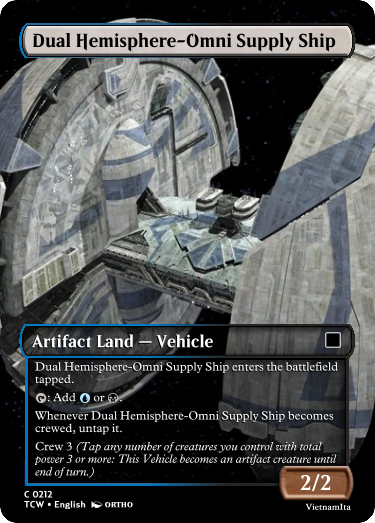 Dual Hemisphere-Omni Supply Ship
Artifact Land — Vehicle
Dual Hemisphere-Omni Supply Ship enters the battlefield
tapped.
: Add or .
Whenever Dual Hemisphere-Omni Supply Ship becomes
crewed, untap it.
Crew 3 (Tap any number of creatures you control with total
power 3 or more: This Vehicle becomes an artifact creature until
end of turn.)
2/2
C 0212
TCW • English ORTHO
VietnamIta